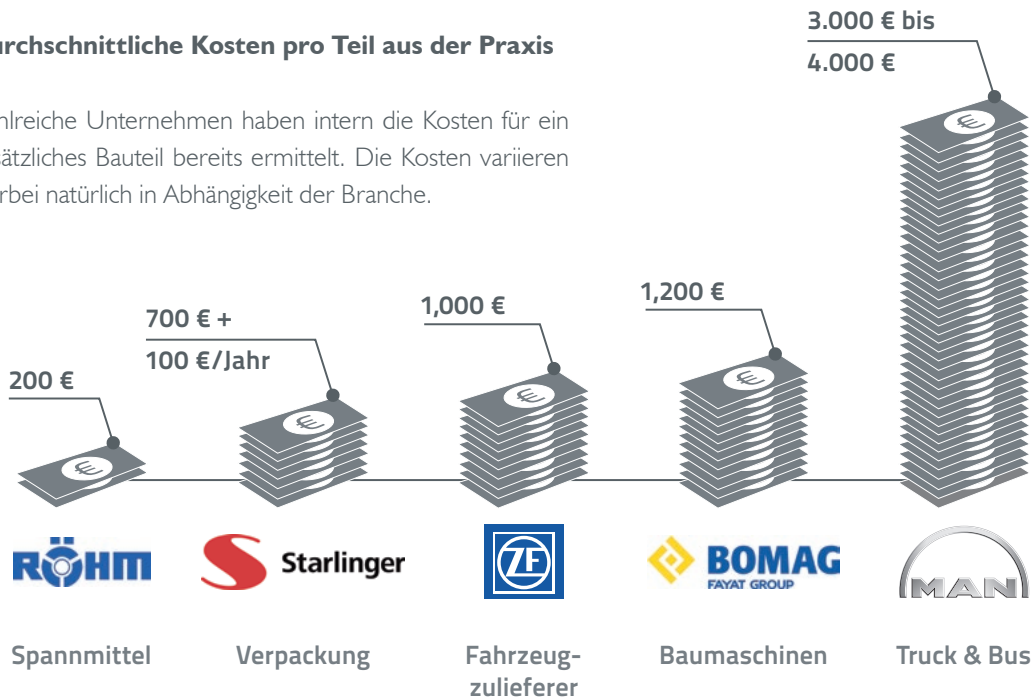 urchschnittliche Kosten pro Teil aus der Praxis
hlreiche Unternehmen haben intern die Kosten für ein
sätzliches Bauteil bereits ermittelt. Die Kosten variieren
rbei natürlich in Abhängigkeit der Branche.
200 €
700 € +
100 €/Jahr
1,000 €
1,200 €
3.000 € bis
4.000 €
RÖHM
Starlinger
ZF
BOMAG
FAYAT GROUP
MAN
Spannmittel
Verpackung
Fahrzeug-
zulieferer
Baumaschinen
Truck & Bus